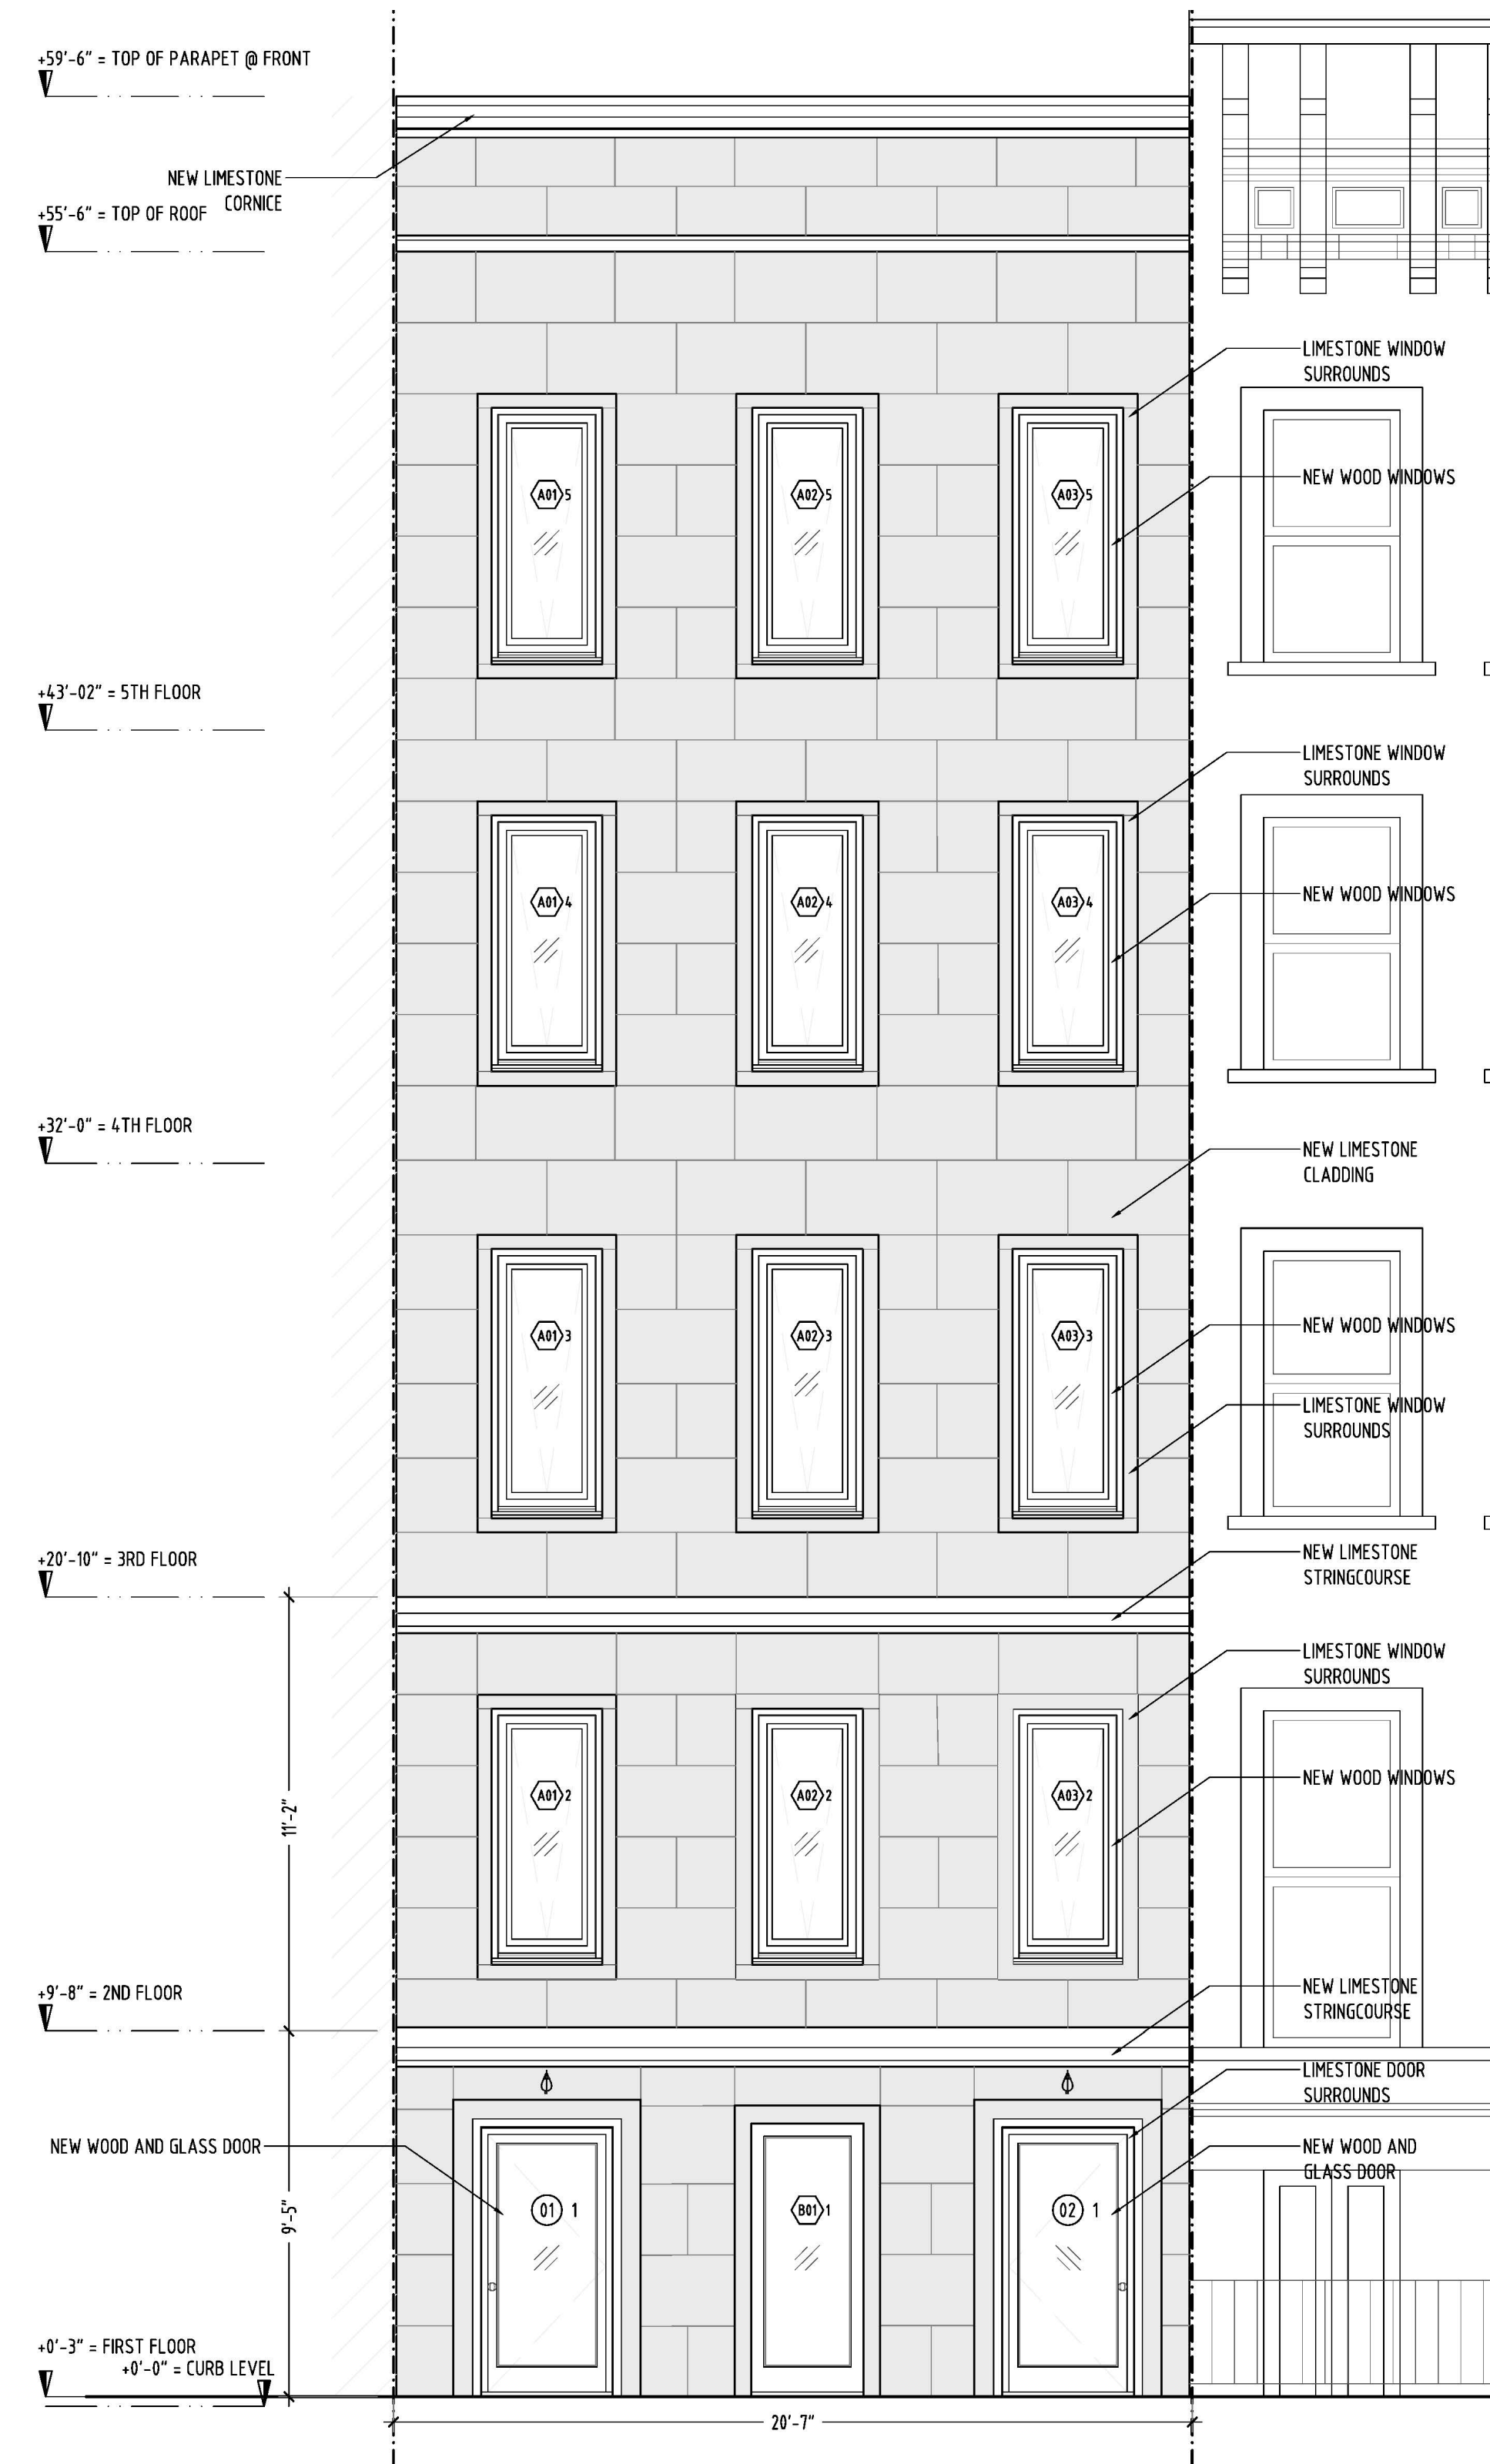 +59'-6" = TOP OF PARAPET @ FRONT
NEW LIMESTONE
CORNICE
+55'-6" = TOP OF ROOF
LIMESTONE WINDOW
SURROUNDS
NEW WOOD WINDOWS
A01 5
A02 5
A03 5
+43'-02" = 5TH FLOOR
LIMESTONE WINDOW
SURROUNDS
NEW WOOD WINDOWS
A01 4
A02 4
A03 4
+32'-0" = 4TH FLOOR
NEW LIMESTONE
CLADDING
NEW WOOD WINDOWS
A01 3
A02 3
A03 3
LIMESTONE WINDOW
SURROUNDS
+20'-10" = 3RD FLOOR
NEW LIMESTONE
STRINGCOURSE
LIMESTONE WINDOW
SURROUNDS
NEW WOOD WINDOWS
A01 2
A02 2
A03 2
11'-2"
+9'-8" = 2ND FLOOR
NEW LIMESTONE
STRINGCOURSE
LIMESTONE DOOR
SURROUNDS
NEW WOOD AND GLASS DOOR
NEW WOOD AND
GLASS DOOR
01 1
B01 1
02 1
9'-5"
+0'-3" = FIRST FLOOR
+0'-0" = CURB LEVEL
20'-7"